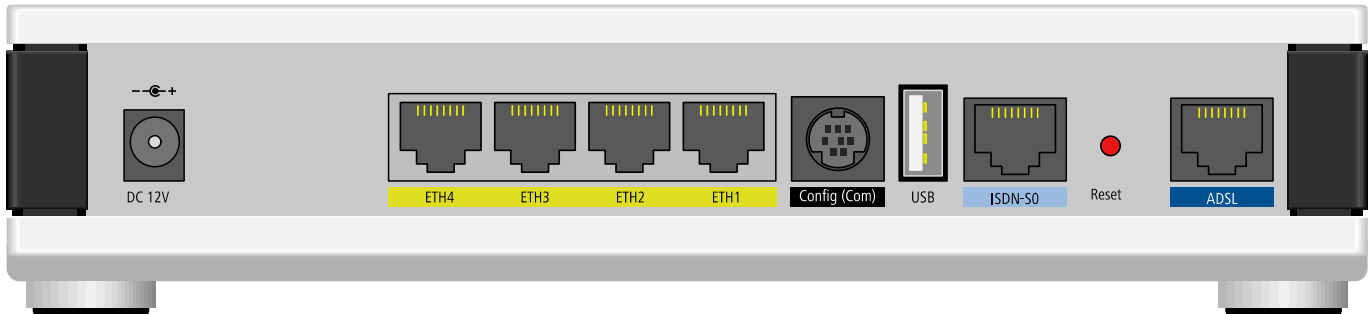 DC 12V
ETH4
ETH3
ETH2
ETH1
Config (Com)
USB
ISDN-S0
Reset
ADSL